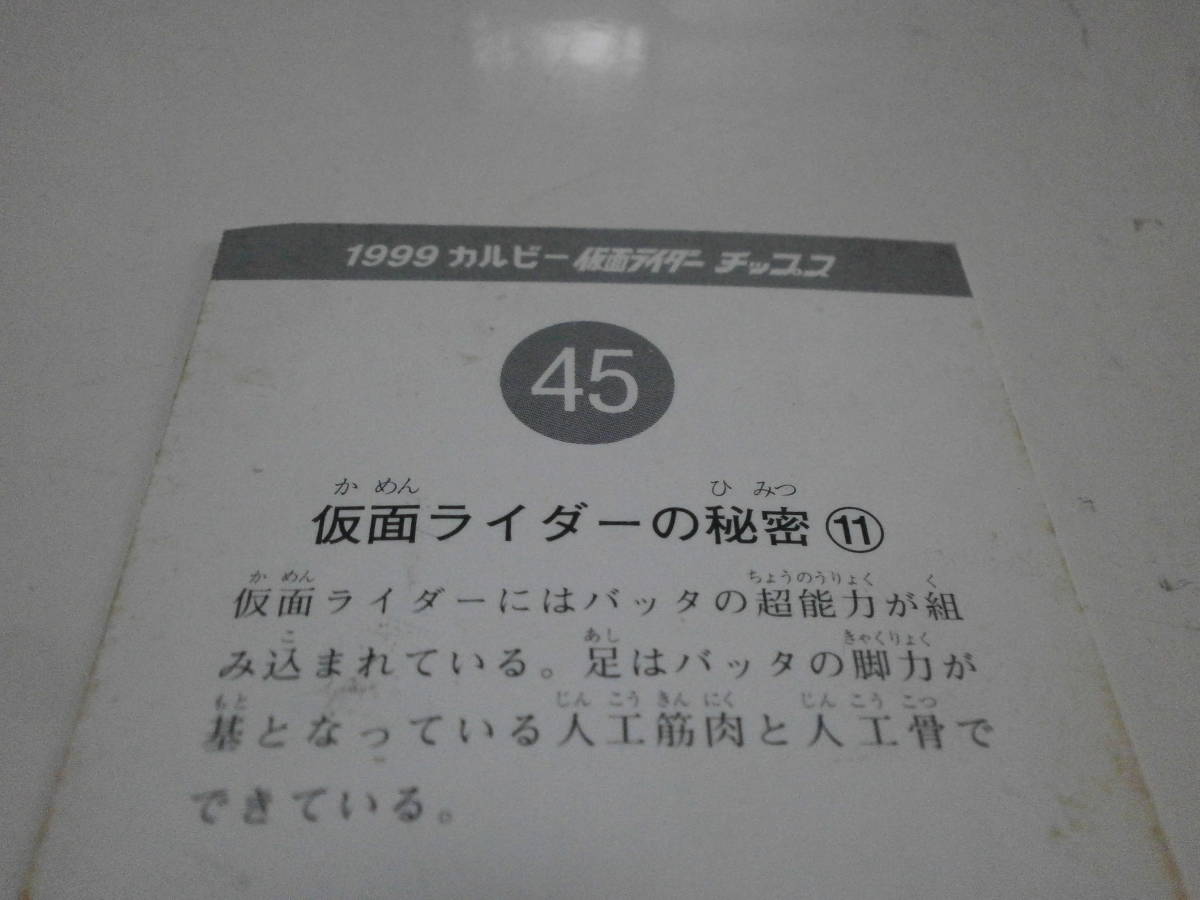 1999 カルビー 仮面ライダー チップス
45
か めん ひ みつ
仮面ライダーの秘密⑪
か めん ちょうのうりょく く
仮面ライダーにはバッタの超能力が組
こ あし きゃくりょく
み込まれている。足はバッタの脚力が
もと じん こう きん にく じん こう こつ
基となっている人工筋肉と人工骨で
できている。